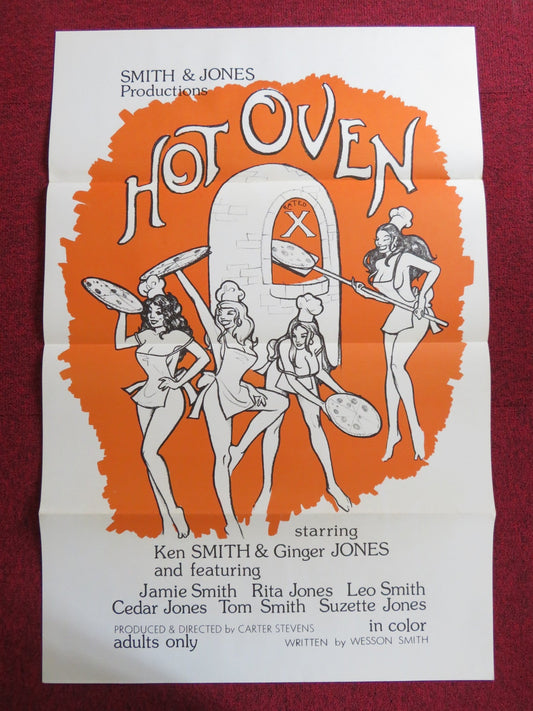 SMITH & JONES
Productions
HOT OVEN
RATED
X
starring
Ken SMITH & Ginger JONES
and featuring
Jamie Smith Rita Jones Leo Smith
Cedar Jones Tom Smith Suzette Jones
PRODUCED & DIRECTED by CARTER STEVENS in color
adults only WRITTEN by WESSON SMITH